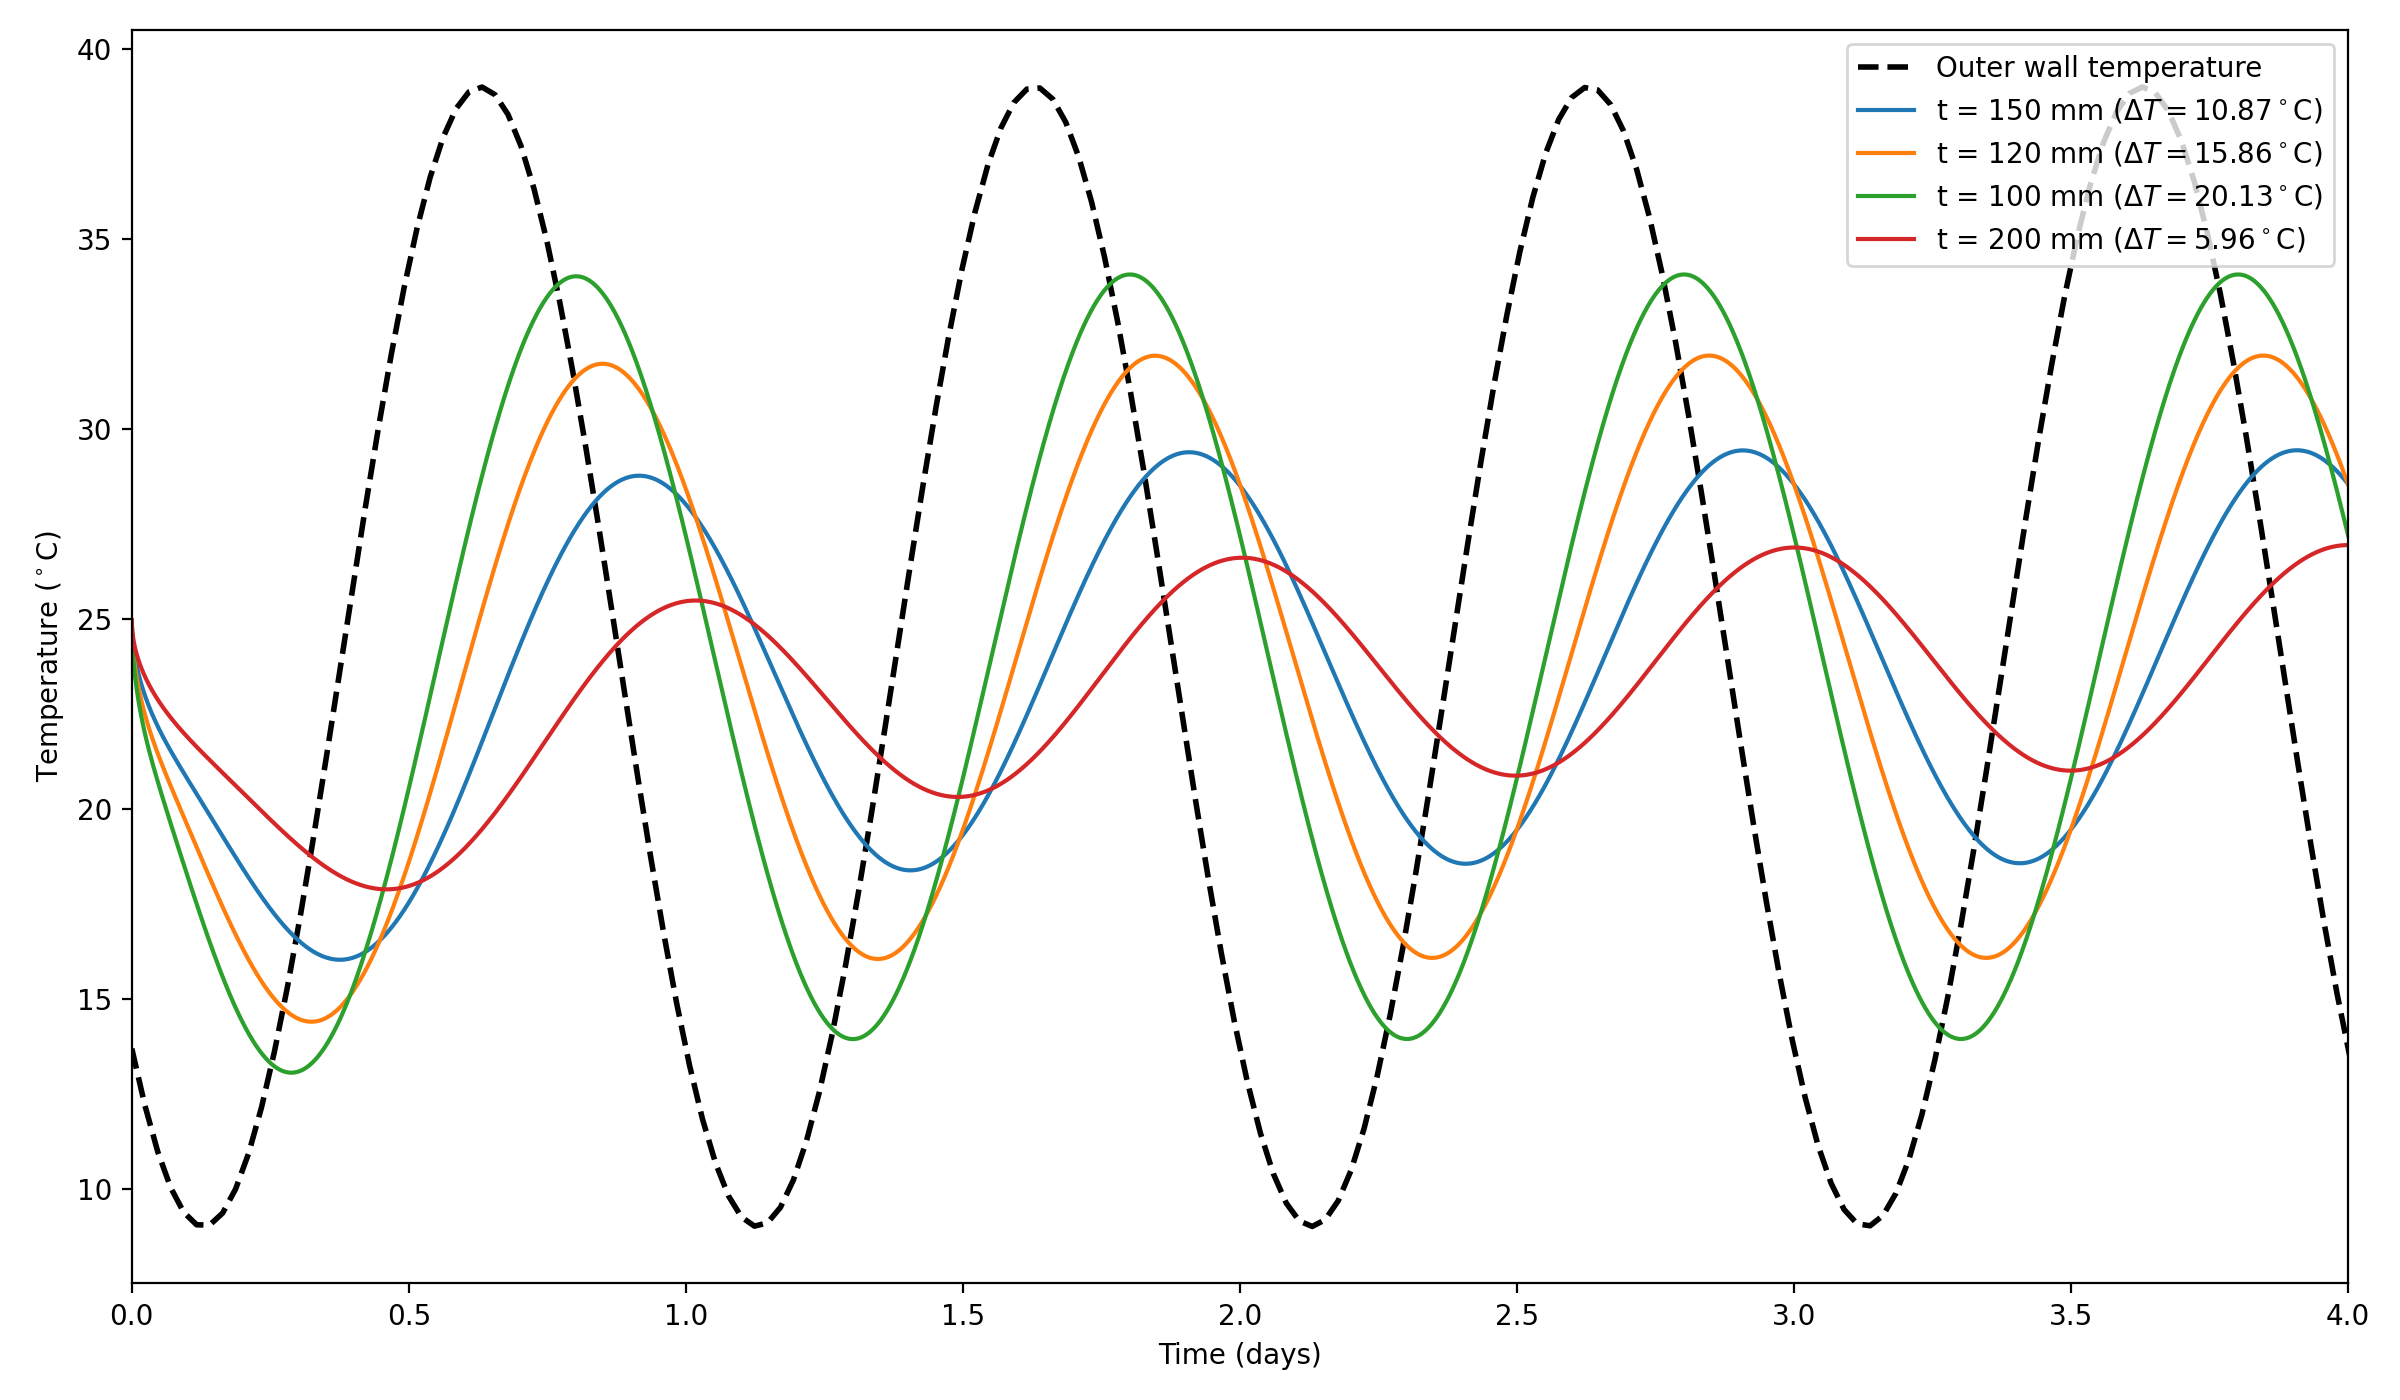 Outer wall temperature
t = 150 mm (ΔT = 10.87°C)
t = 120 mm (ΔT = 15.86°C)
t = 100 mm (ΔT = 20.13°C)
t = 200 mm (ΔT = 5.96°C)
40
35
30
25
20
15
10
Temperature (°C)
0.0 0.5 1.0 1.5 2.0 2.5 3.0 3.5 4.0
Time (days)